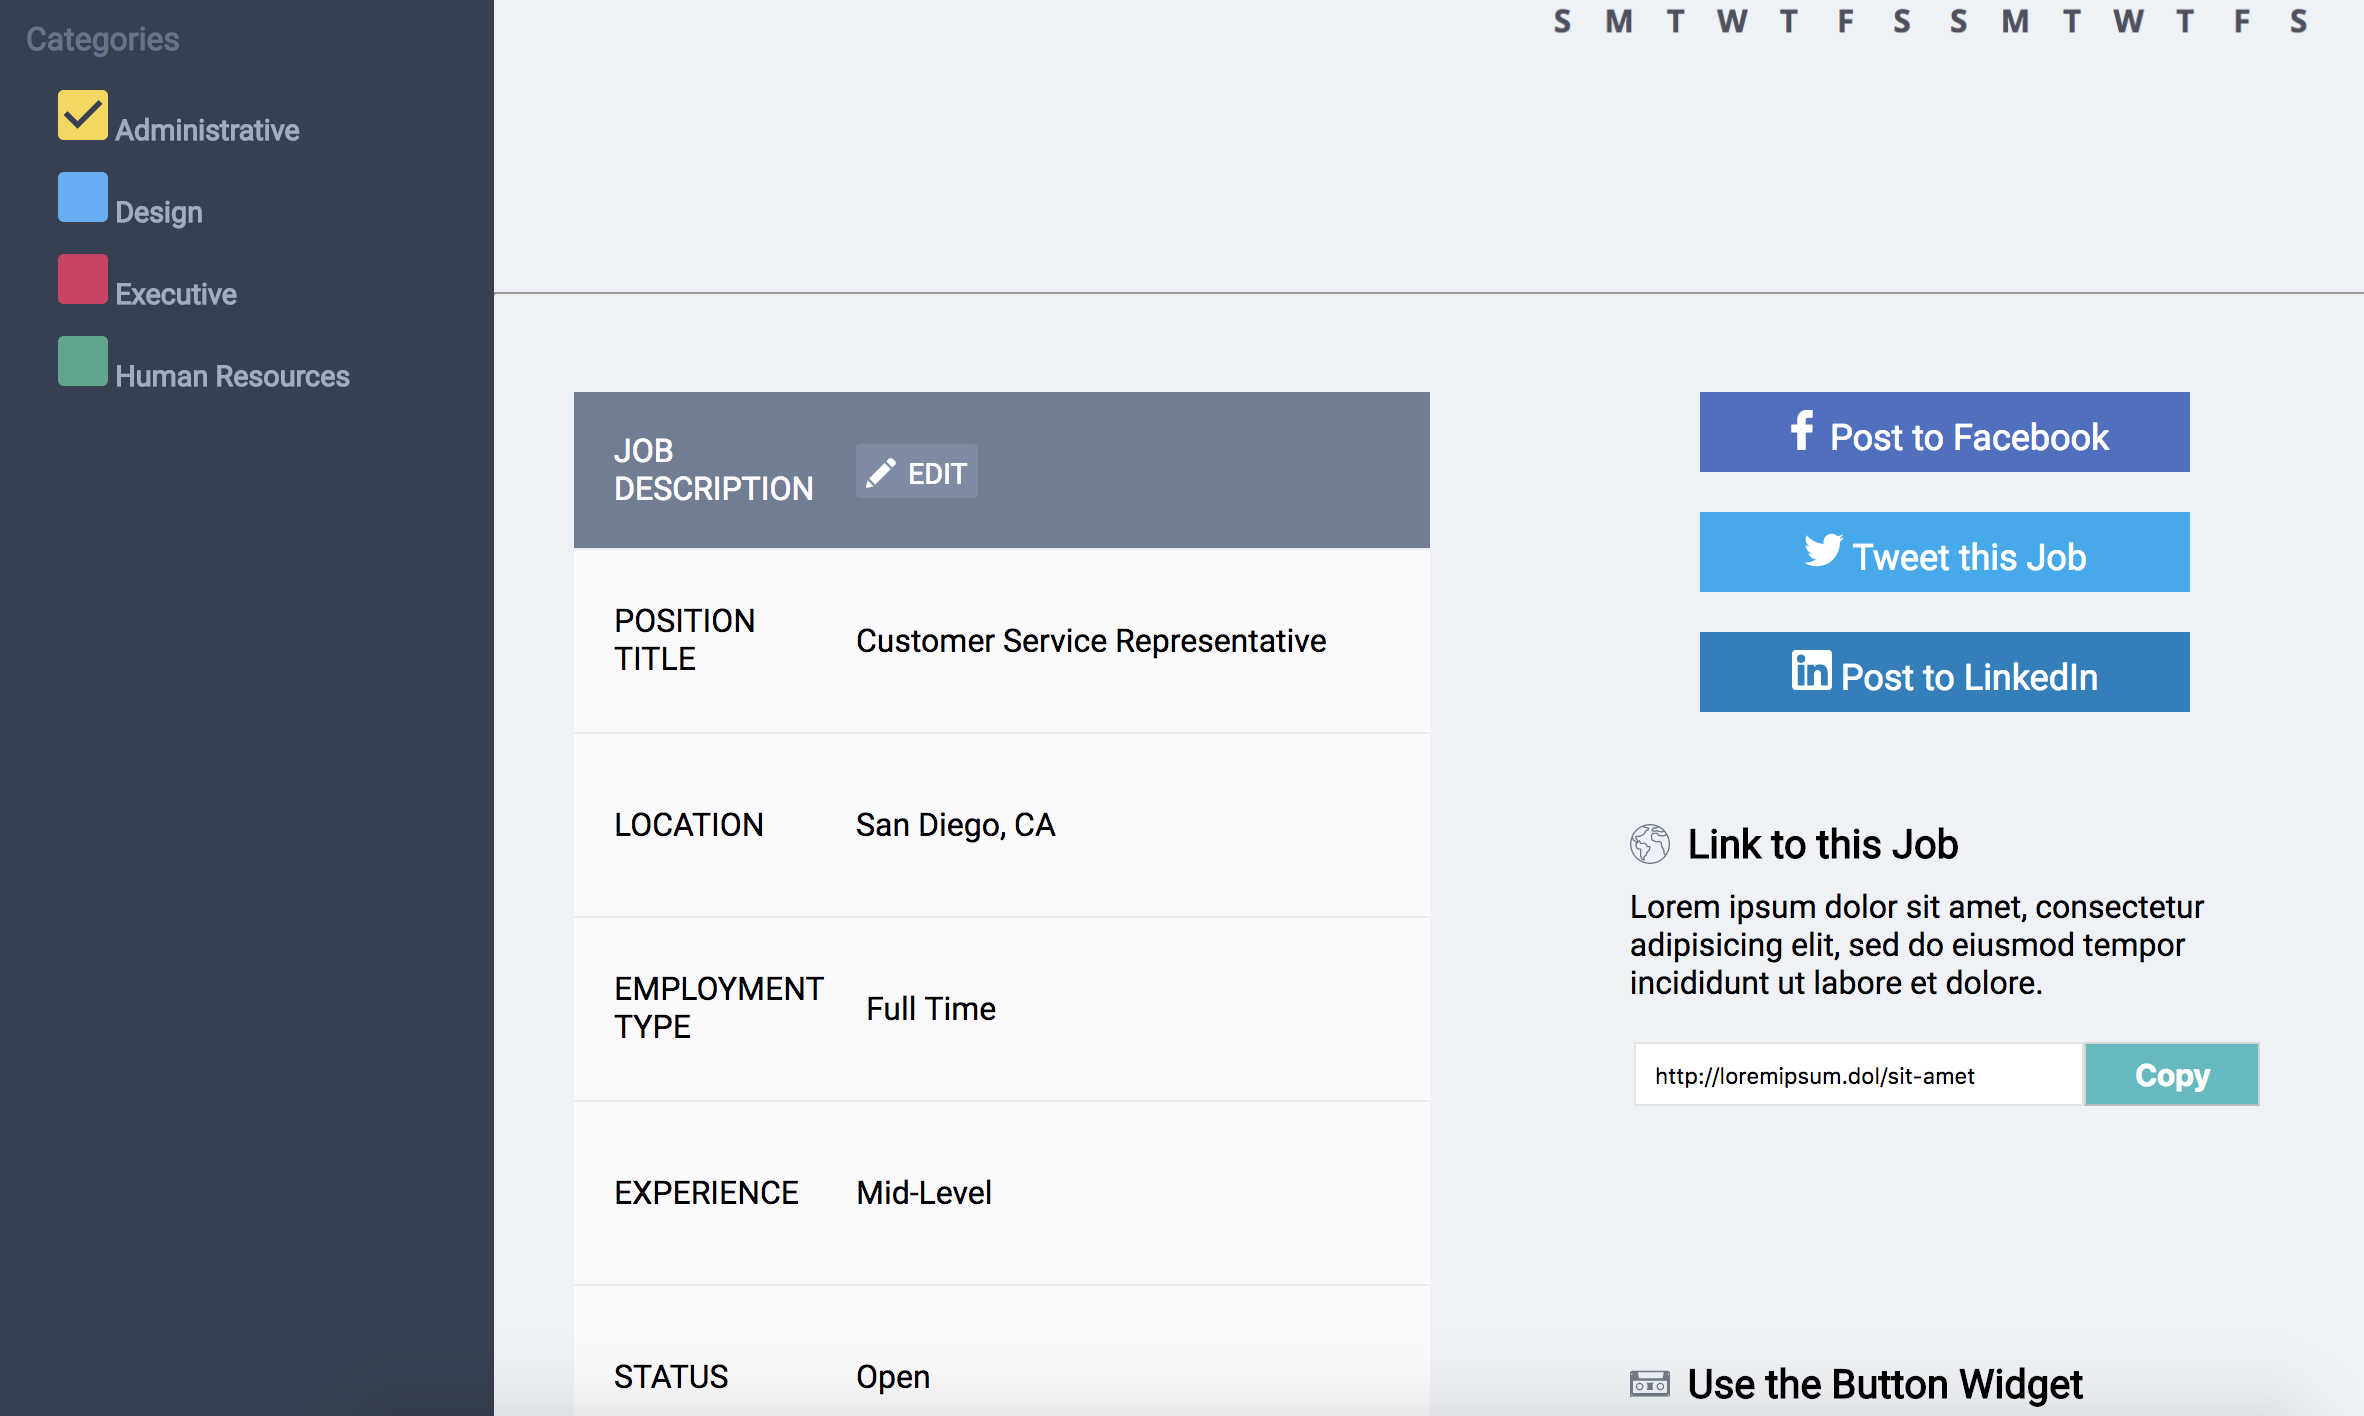 Categories
Administrative
Design
Executive
Human Resources
S M T W T F S S M T W T F S
JOB
DESCRIPTION
EDIT
POSITION
TITLE
Customer Service Representative
LOCATION
San Diego, CA
EMPLOYMENT
TYPE
Full Time
EXPERIENCE
Mid-Level
STATUS
Open
Post to Facebook
Tweet this Job
Post to LinkedIn
Link to this Job
Lorem ipsum dolor sit amet, consectetur
adipisicing elit, sed do eiusmod tempor
incididunt ut labore et dolore.
http://loremipsum.dol/sit-amet
Copy
Use the Button Widget